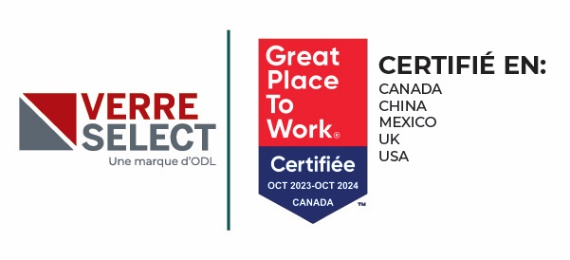 VERRE
SELECT
Une marque d'ODL
Great
Place
To
Work®
Certifiée
OCT 2023-OCT 2024
CANADA
™
CERTIFIÉ EN:
CANADA
CHINA
MEXICO
UK
USA